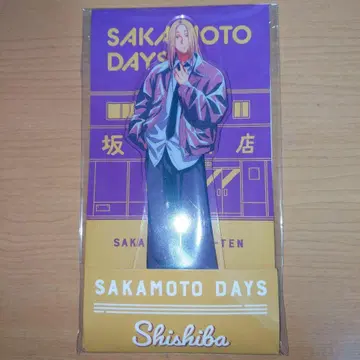 SAKAMOTO
DAYS
坂 店
SAKA -TEN
SAKAMOTO DAYS
Shishiba